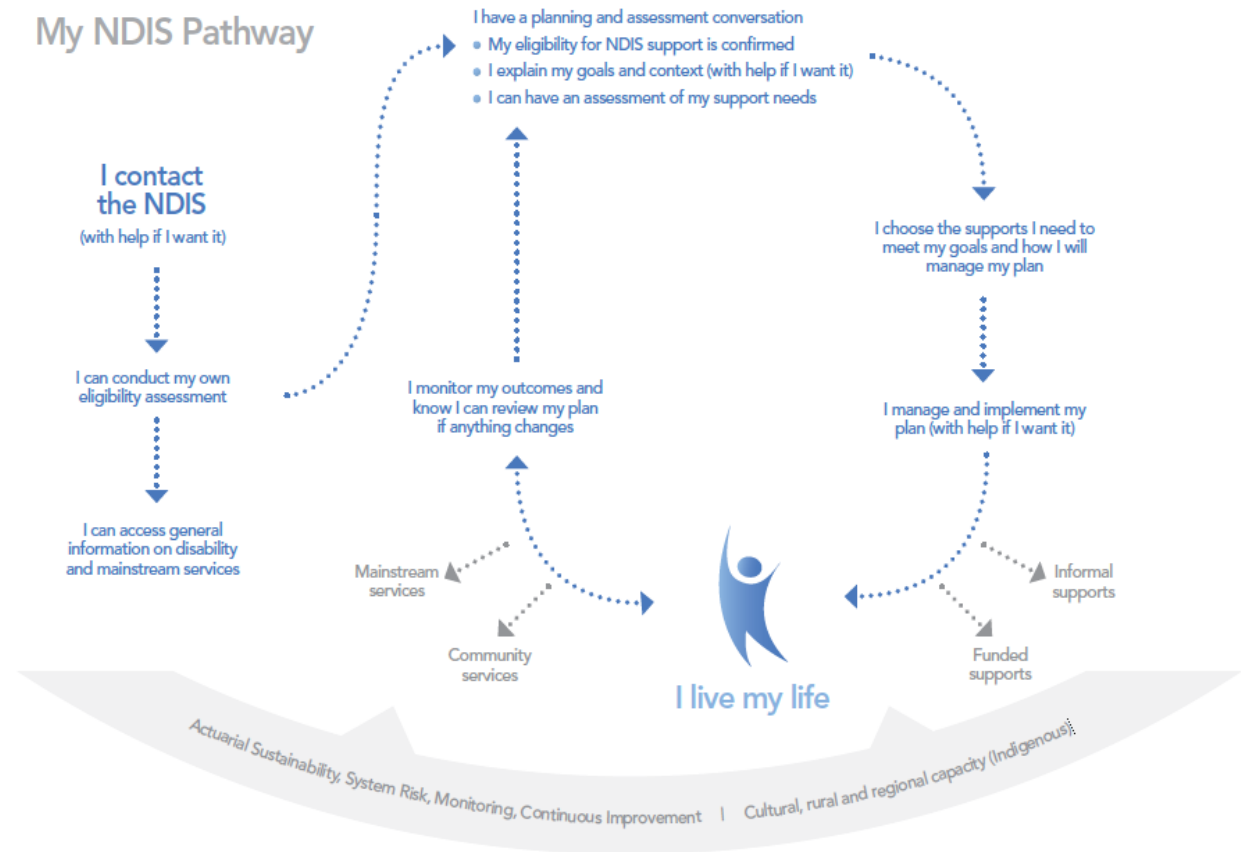 My NDIS Pathway
I have a planning and assessment conversation
• My eligibility for NDIS support is confirmed
• I explain my goals and context (with help if I want it)
• I can have an assessment of my support needs
I contact
the NDIS
(with help if I want it)
I can conduct my own
eligibility assessment
I can access general
information on disability
and mainstream services
I choose the supports I need to
meet my goals and how I will
manage my plan
I manage and implement my
plan (with help if I want it)
I monitor my outcomes and
know I can review my plan
if anything changes
Mainstream
services
Community
services
Informal
supports
Funded
supports
I live my life
Actuarial Sustainability, System Risk, Monitoring, Continuous Improvement | Cultural, rural and regional capacity (Indigenous)